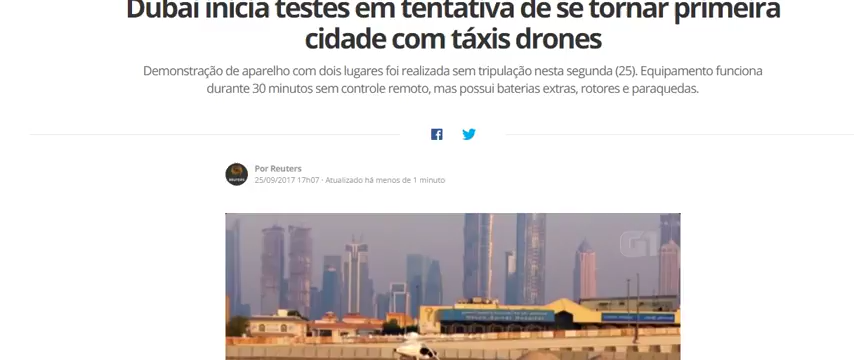 Dubai inicia testes em tentativa de se tornar primeira
cidade com táxis drones
Demonstração de aparelho com dois lugares foi realizada sem tripulação nesta segunda (25). Equipamento funciona
durante 30 minutos sem controle remoto, mas possui baterias extras, rotores e paraquedas.
Por Reuters
25/09/2017 17h07 · Atualizado há menos de 1 minuto
G1